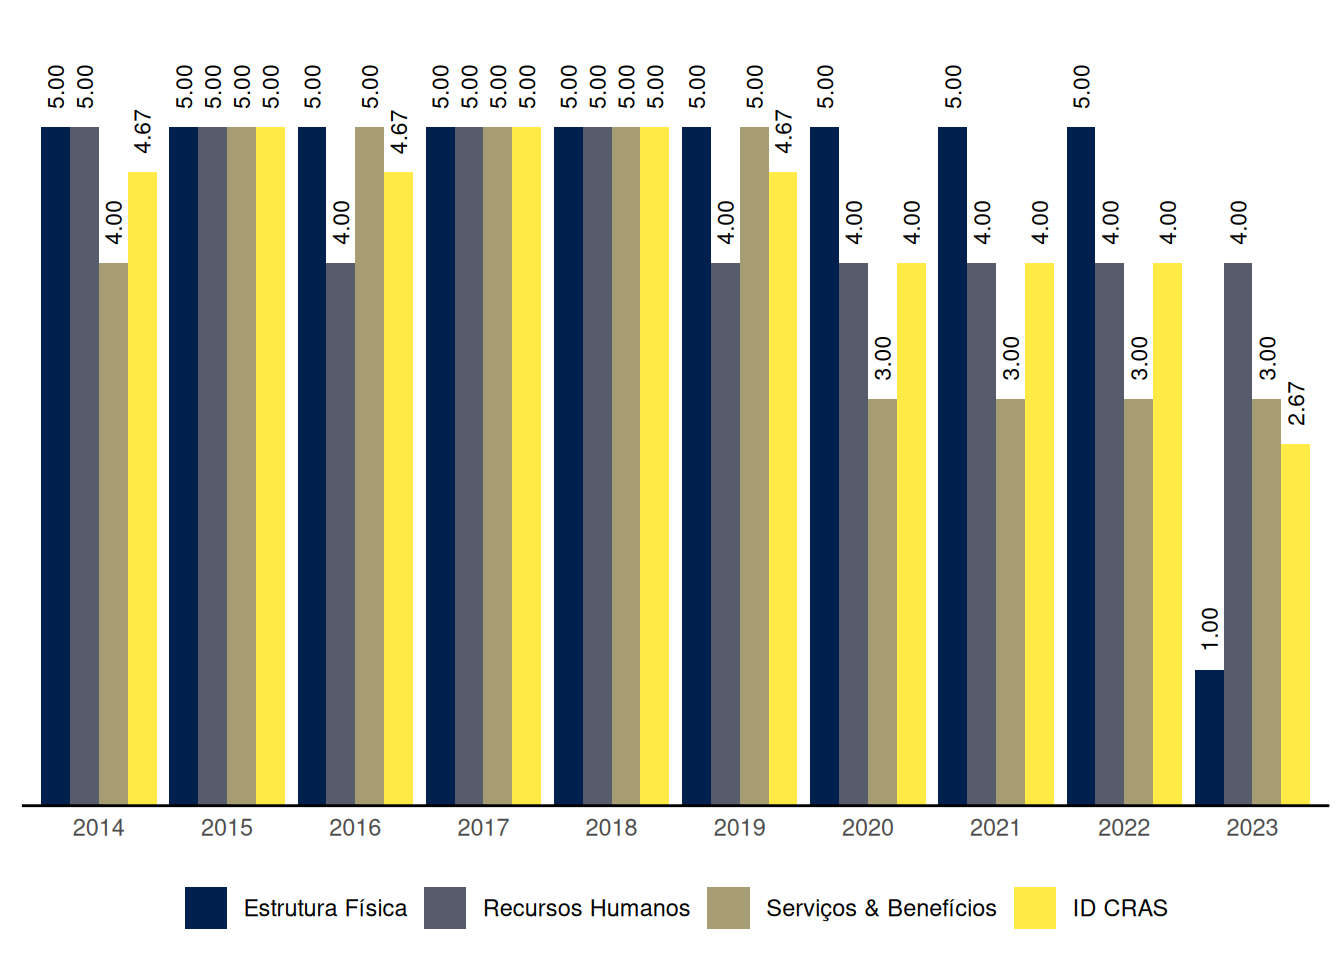 5.00 5.00 4.00 4.67 5.00 5.00 5.00 5.00 5.00 4.00 5.00 4.67 5.00 5.00 5.00 5.00 5.00 5.00 5.00 5.00 5.00 4.00 5.00 4.67 5.00 4.00 3.00 4.00 5.00 4.00 3.00 4.00 5.00 4.00 3.00 4.00 1.00 4.00 3.00 2.67
2014 2015 2016 2017 2018 2019 2020 2021 2022 2023
Estrutura Física Recursos Humanos Serviços & Benefícios ID CRAS